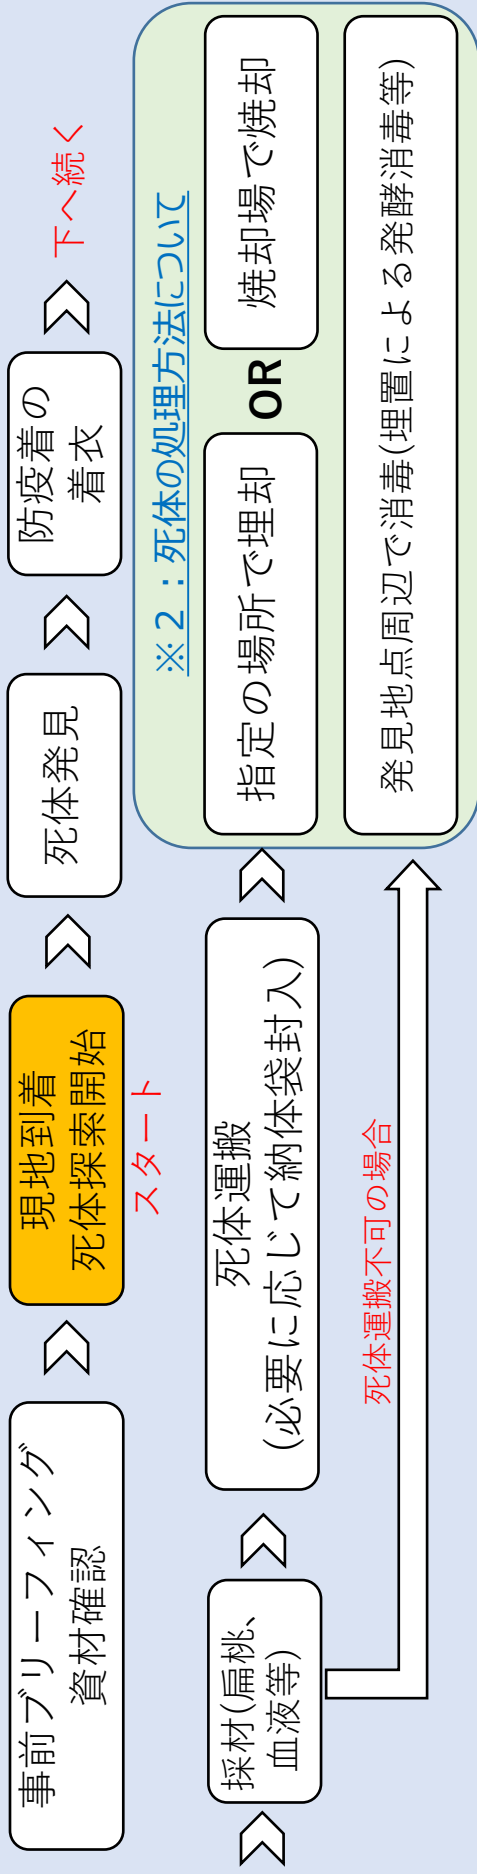 事前ブリーフィング
資材確認
現地到着
死体探索開始
スタート
死体発見
防疫着の
着衣
下へ続く
採材(扁桃、
血液等)
死体運搬
(必要に応じて納体袋封入)
死体運搬不可の場合
※２：死体の処理方法について
指定の場所で埋却
OR
焼却場で焼却
発見地点周辺で消毒(埋置による発酵消毒等)